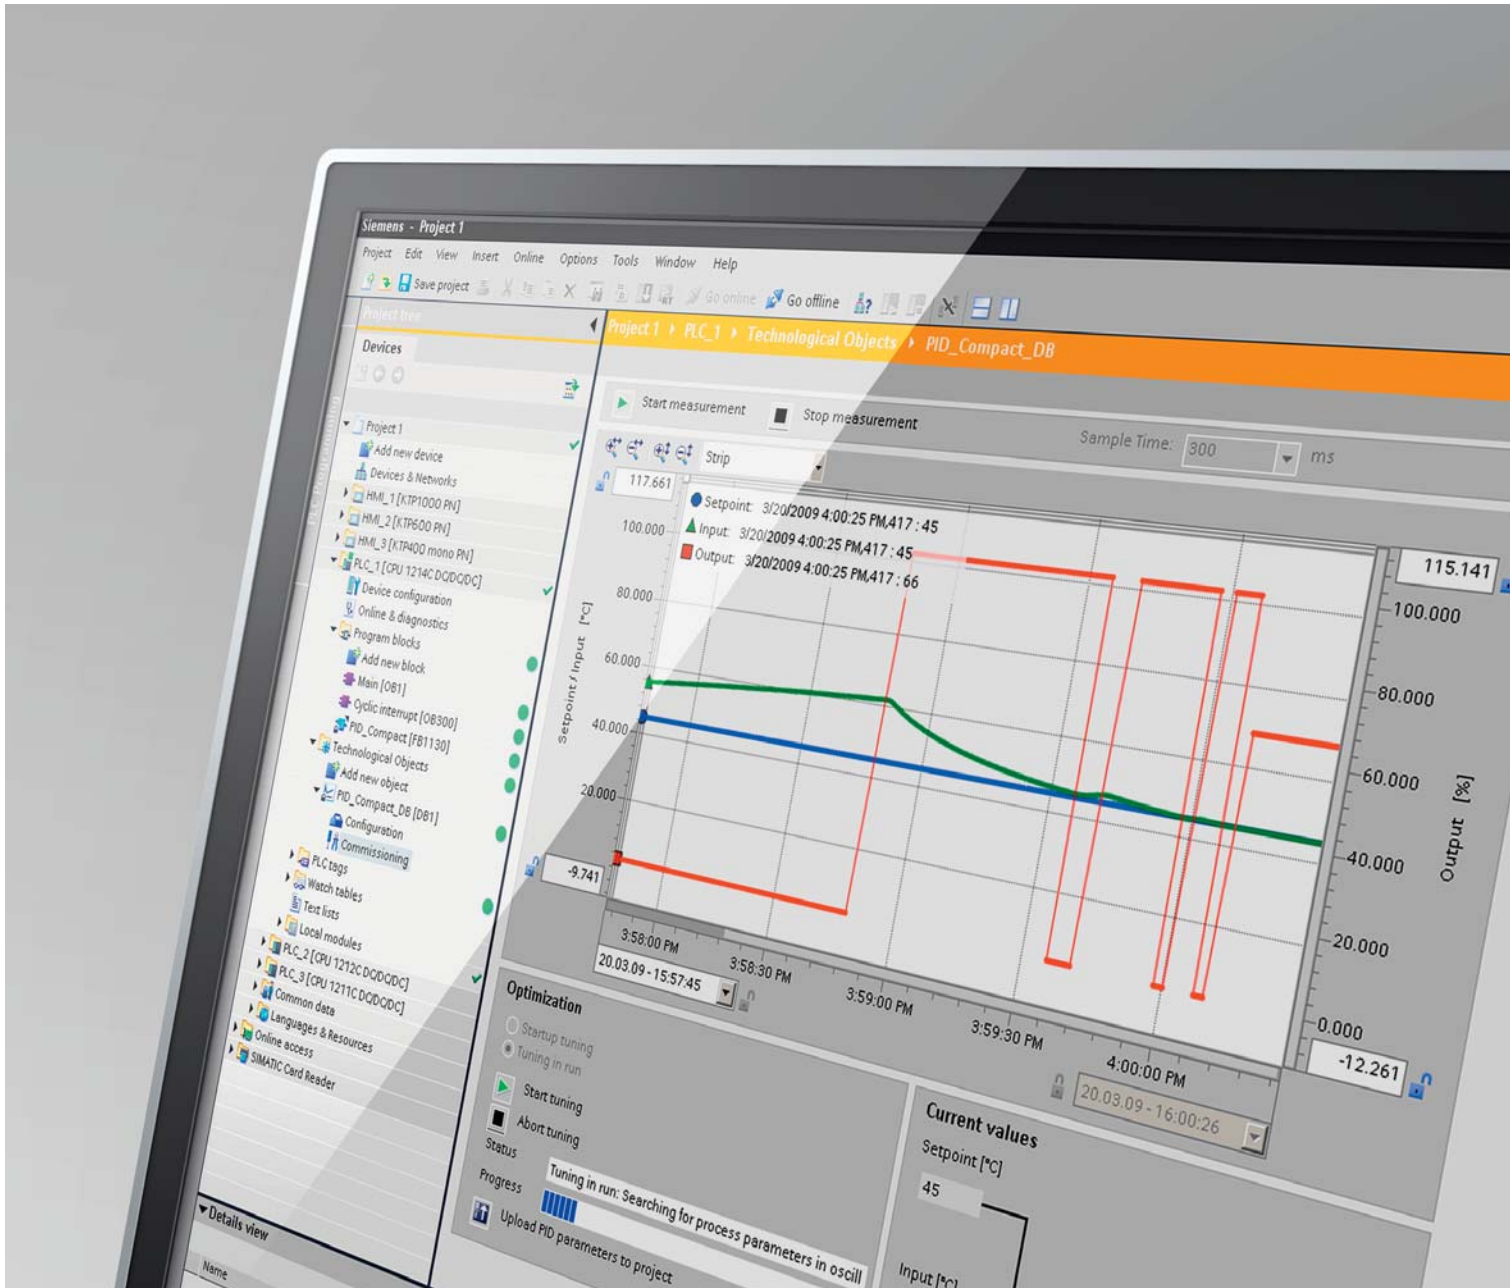 Siemens - Project 1
Project Edit View Insert Online Options Tools Window Help
Save project Go online Go offline
Project tree
Project 1 PLC_1 Technological Objects PID_Compact_DB
Devices
PLC Programming
Project 1
Add new device
Devices & Networks
HMI_1 [KTP1000 PN]
HMI_2 [KTP600 PN]
HMI_3 [KTP400 mono PN]
PLC_1 [CPU 1214C DC/DC/DC]
Device configuration
Online & diagnostics
Program blocks
Add new block
Main [OB1]
Cyclic interrupt [OB300]
PID_Compact [FB1130]
Technological Objects
Add new object
PID_Compact_DB [DB1]
Configuration
Commissioning
PLC tags
Watch tables
Text lists
Local modules
PLC_2 [CPU 1212C DC/DC/DC]
PLC_3 [CPU 1211C DC/DC/DC]
Common data
Languages & Resources
Online access
SIMATIC Card Reader
Details view
Name
Start measurement Stop measurement Sample Time: 300 ms
Strip
117.661
100.000
80.000
60.000
40.000
20.000
-9.741
Setpoint / Input [°C]
Setpoint: 3/20/2009 4:00:25 PM,417 : 45
Input: 3/20/2009 4:00:25 PM,417 : 45
Output: 3/20/2009 4:00:25 PM,417 : 66
115.141
100.000
80.000
60.000
40.000
20.000
0.000
-12.261
Output [%]
3:58:00 PM 3:58:30 PM 3:59:00 PM 3:59:30 PM 4:00:00 PM
20.03.09 - 15:57:45
20.03.09 - 16:00:26
Optimization
Startup tuning
Tuning in run
Start tuning
Abort tuning
Status Tuning in run: Searching for process parameters in oscill
Progress
Upload PID parameters to project
Current values
Setpoint [°C]
45
Input [°C]